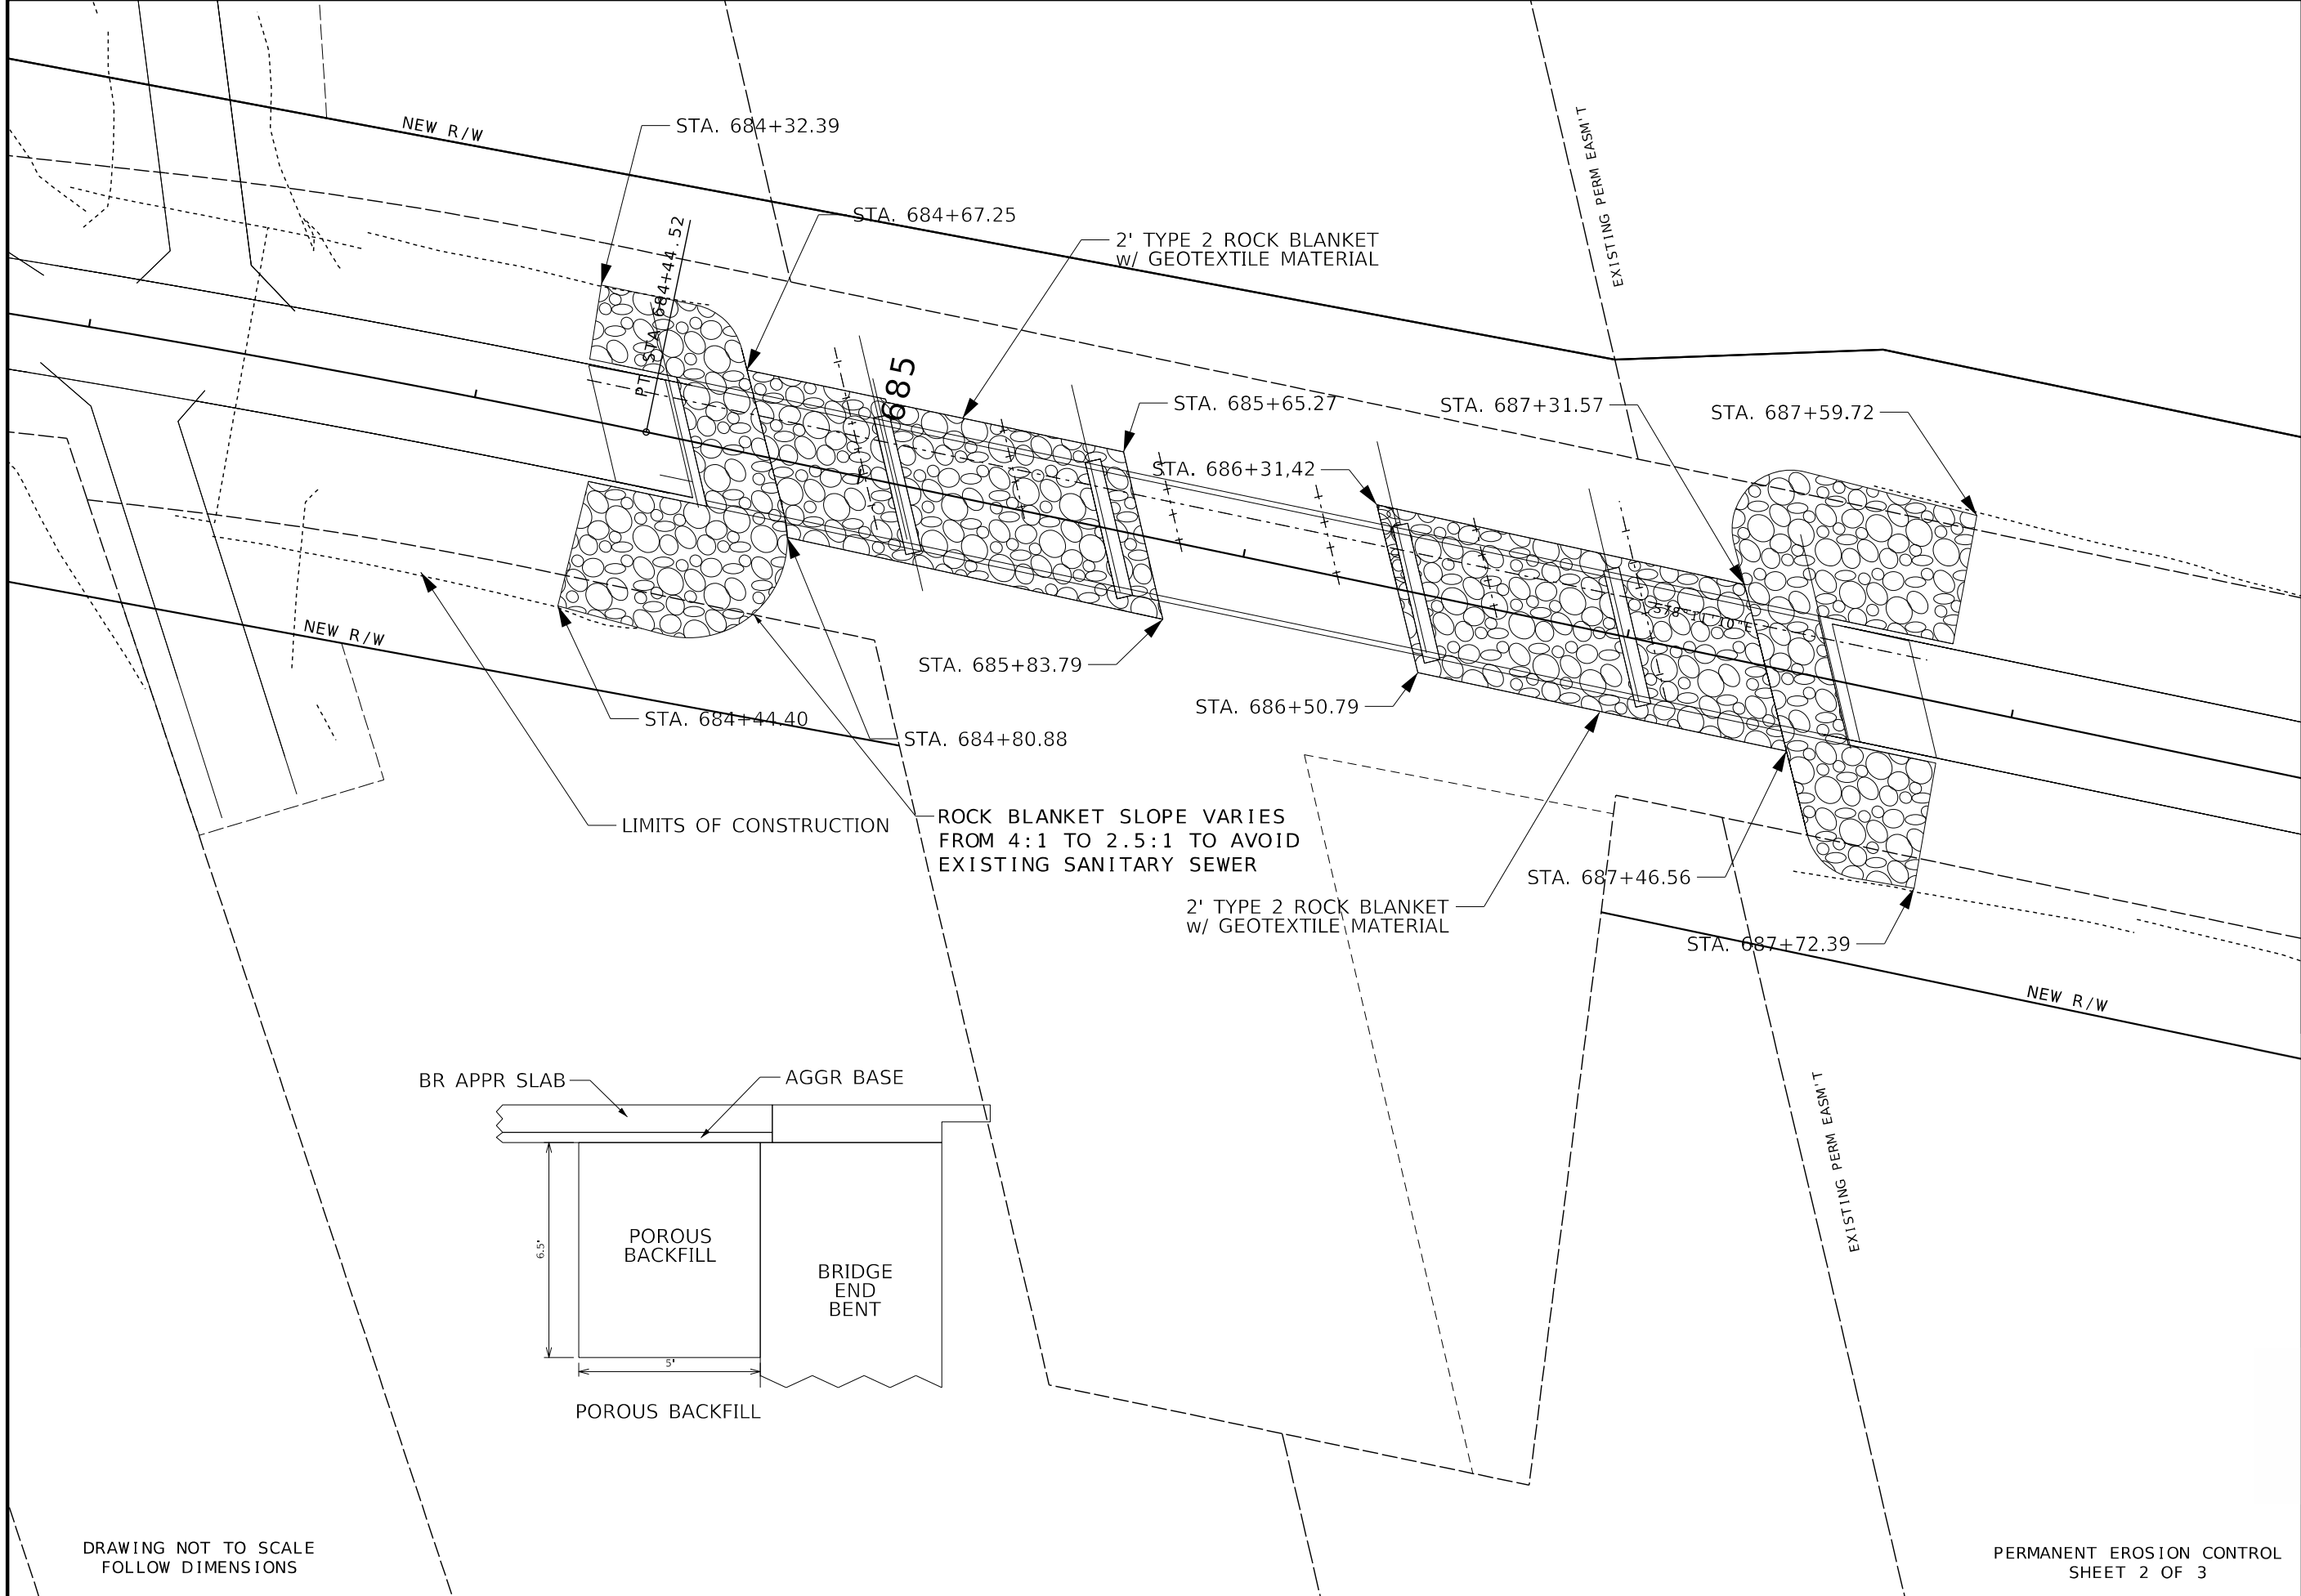 NEW R/W
STA. 684+32.39
EXISTING PERM EASM'T
STA. 684+67.25
PT STA 684+44.52
2' TYPE 2 ROCK BLANKET
w/ GEOTEXTILE MATERIAL
685
STA. 685+65.27
STA. 687+31.57
STA. 687+59.72
STA. 686+31,42
S78°11'10"E
NEW R/W
STA. 685+83.79
STA. 686+50.79
STA. 684+44.40
STA. 684+80.88
LIMITS OF CONSTRUCTION
ROCK BLANKET SLOPE VARIES
FROM 4:1 TO 2.5:1 TO AVOID
EXISTING SANITARY SEWER
STA. 687+46.56
2' TYPE 2 ROCK BLANKET
w/ GEOTEXTILE MATERIAL
STA. 687+72.39
NEW R/W
EXISTING PERM EASM'T
BR APPR SLAB
AGGR BASE
6.5'
POROUS
BACKFILL
BRIDGE
END
BENT
5'
POROUS BACKFILL
DRAWING NOT TO SCALE
FOLLOW DIMENSIONS
PERMANENT EROSION CONTROL
SHEET 2 OF 3